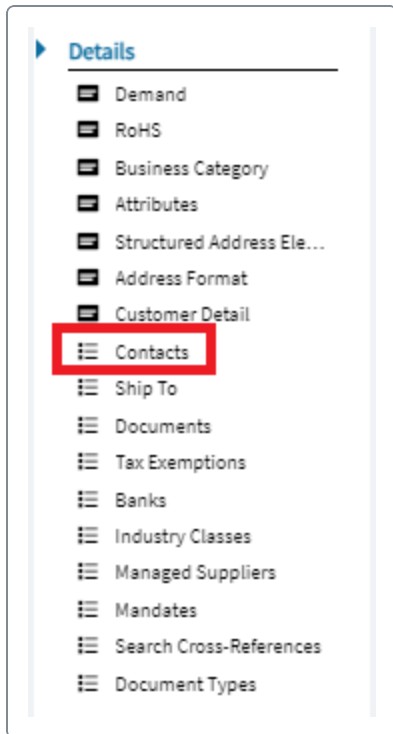 Details
Demand
RoHS
Business Category
Attributes
Structured Address Ele...
Address Format
Customer Detail
Contacts
Ship To
Documents
Tax Exemptions
Banks
Industry Classes
Managed Suppliers
Mandates
Search Cross-References
Document Types